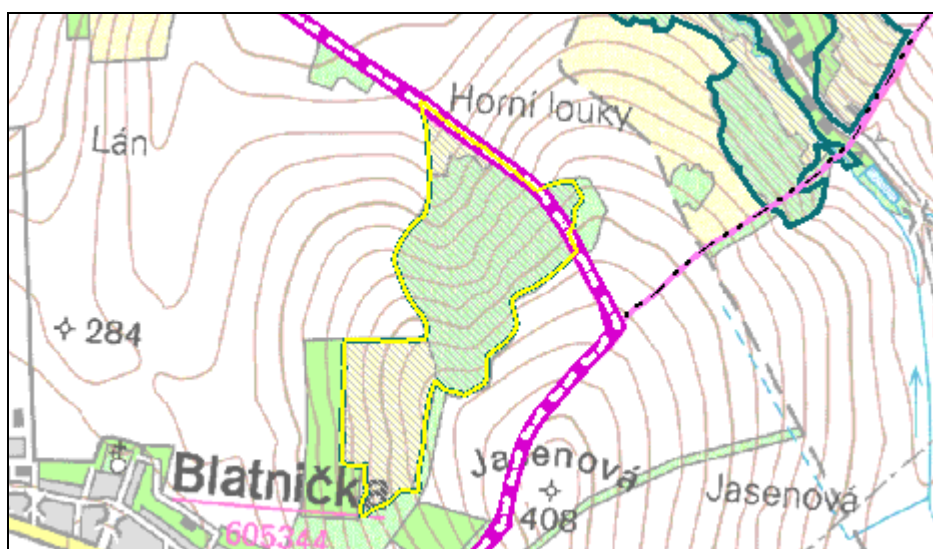 Horní louky
Lán
284
Blatnička
605344
Jasenová
408
Jasenová